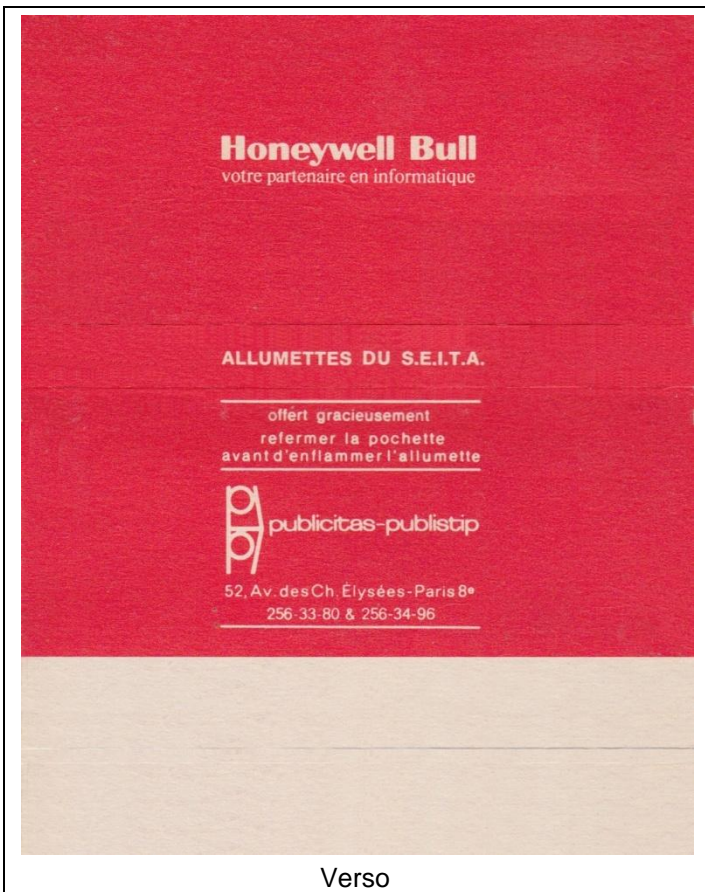 Honeywell Bull
votre partenaire en informatique
ALLUMETTES DU S.E.I.T.A.
offert gracieusement
refermer la pochette
avant d'enflammer l'allumette
publicitas-publistip
52, Av. des Ch. Élysées-Paris 8e
256-33-80 & 256-34-96
Verso